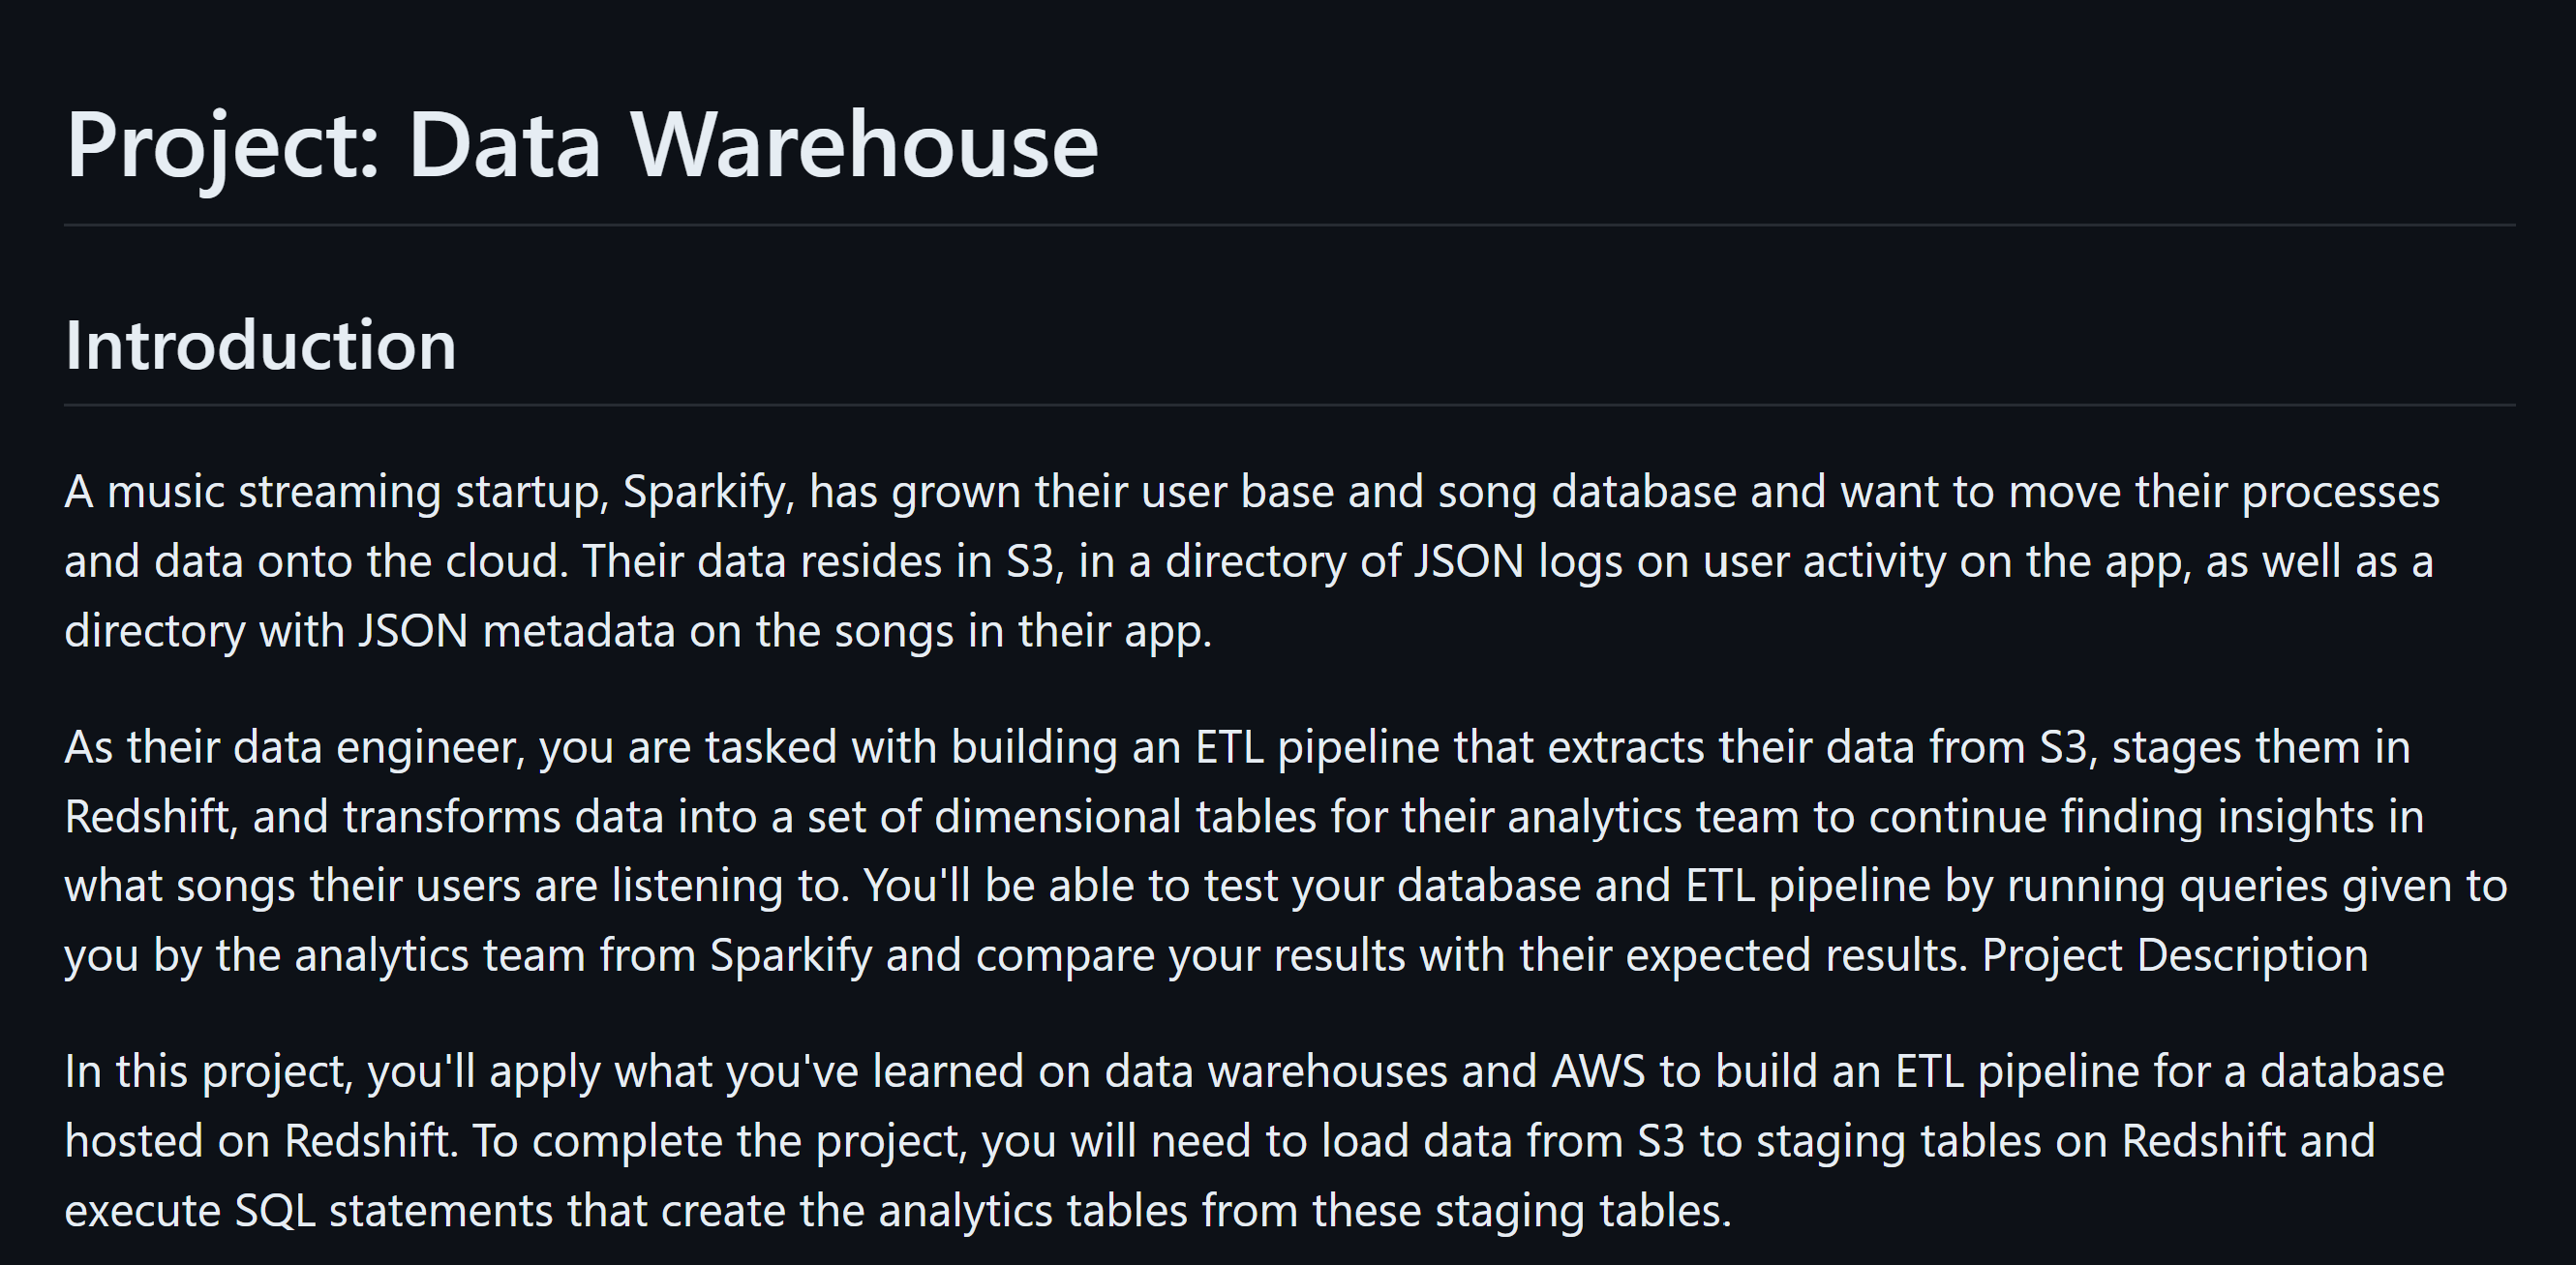 Project: Data Warehouse
Introduction
A music streaming startup, Sparkify, has grown their user base and song database and want to move their processes
and data onto the cloud. Their data resides in S3, in a directory of JSON logs on user activity on the app, as well as a
directory with JSON metadata on the songs in their app.
As their data engineer, you are tasked with building an ETL pipeline that extracts their data from S3, stages them in
Redshift, and transforms data into a set of dimensional tables for their analytics team to continue finding insights in
what songs their users are listening to. You'll be able to test your database and ETL pipeline by running queries given to
you by the analytics team from Sparkify and compare your results with their expected results. Project Description
In this project, you'll apply what you've learned on data warehouses and AWS to build an ETL pipeline for a database
hosted on Redshift. To complete the project, you will need to load data from S3 to staging tables on Redshift and
execute SQL statements that create the analytics tables from these staging tables.